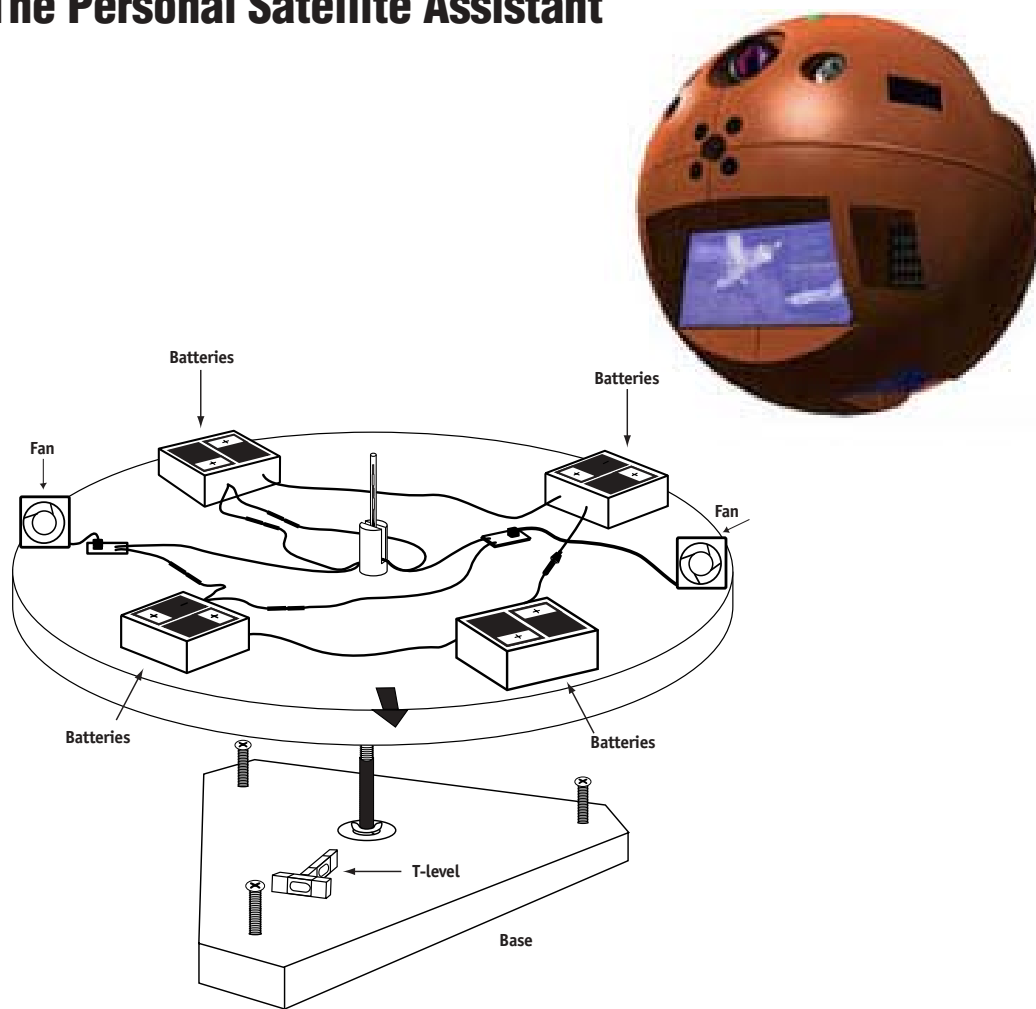 The Personal Satellite Assistant
Batteries
Batteries
Fan
Fan
Batteries
Batteries
T-level
Base